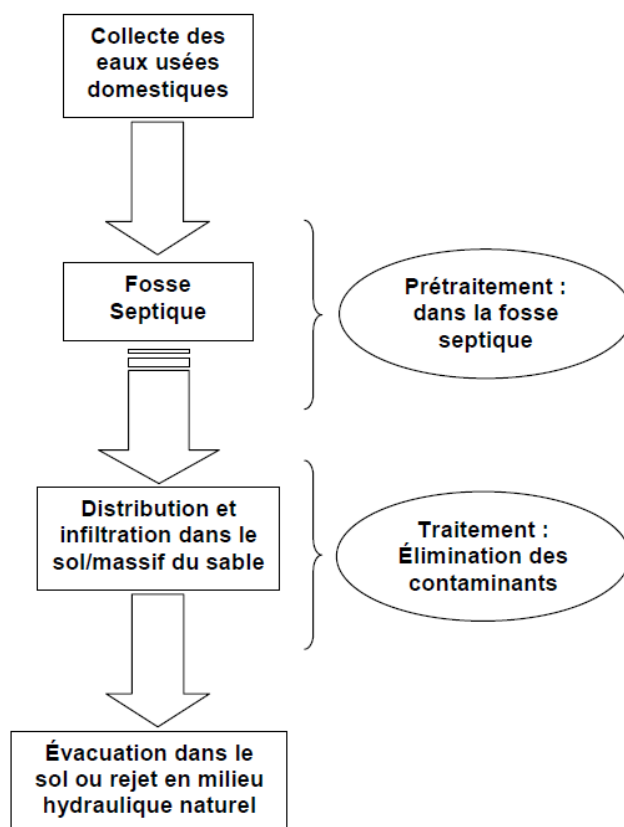 Collecte des
eaux usées
domestiques
Fosse
Septique
Prétraitement :
dans la fosse
septique
Distribution et
infiltration dans le
sol/massif du sable
Traitement :
Élimination des
contaminants
Évacuation dans le
sol ou rejet en milieu
hydraulique naturel